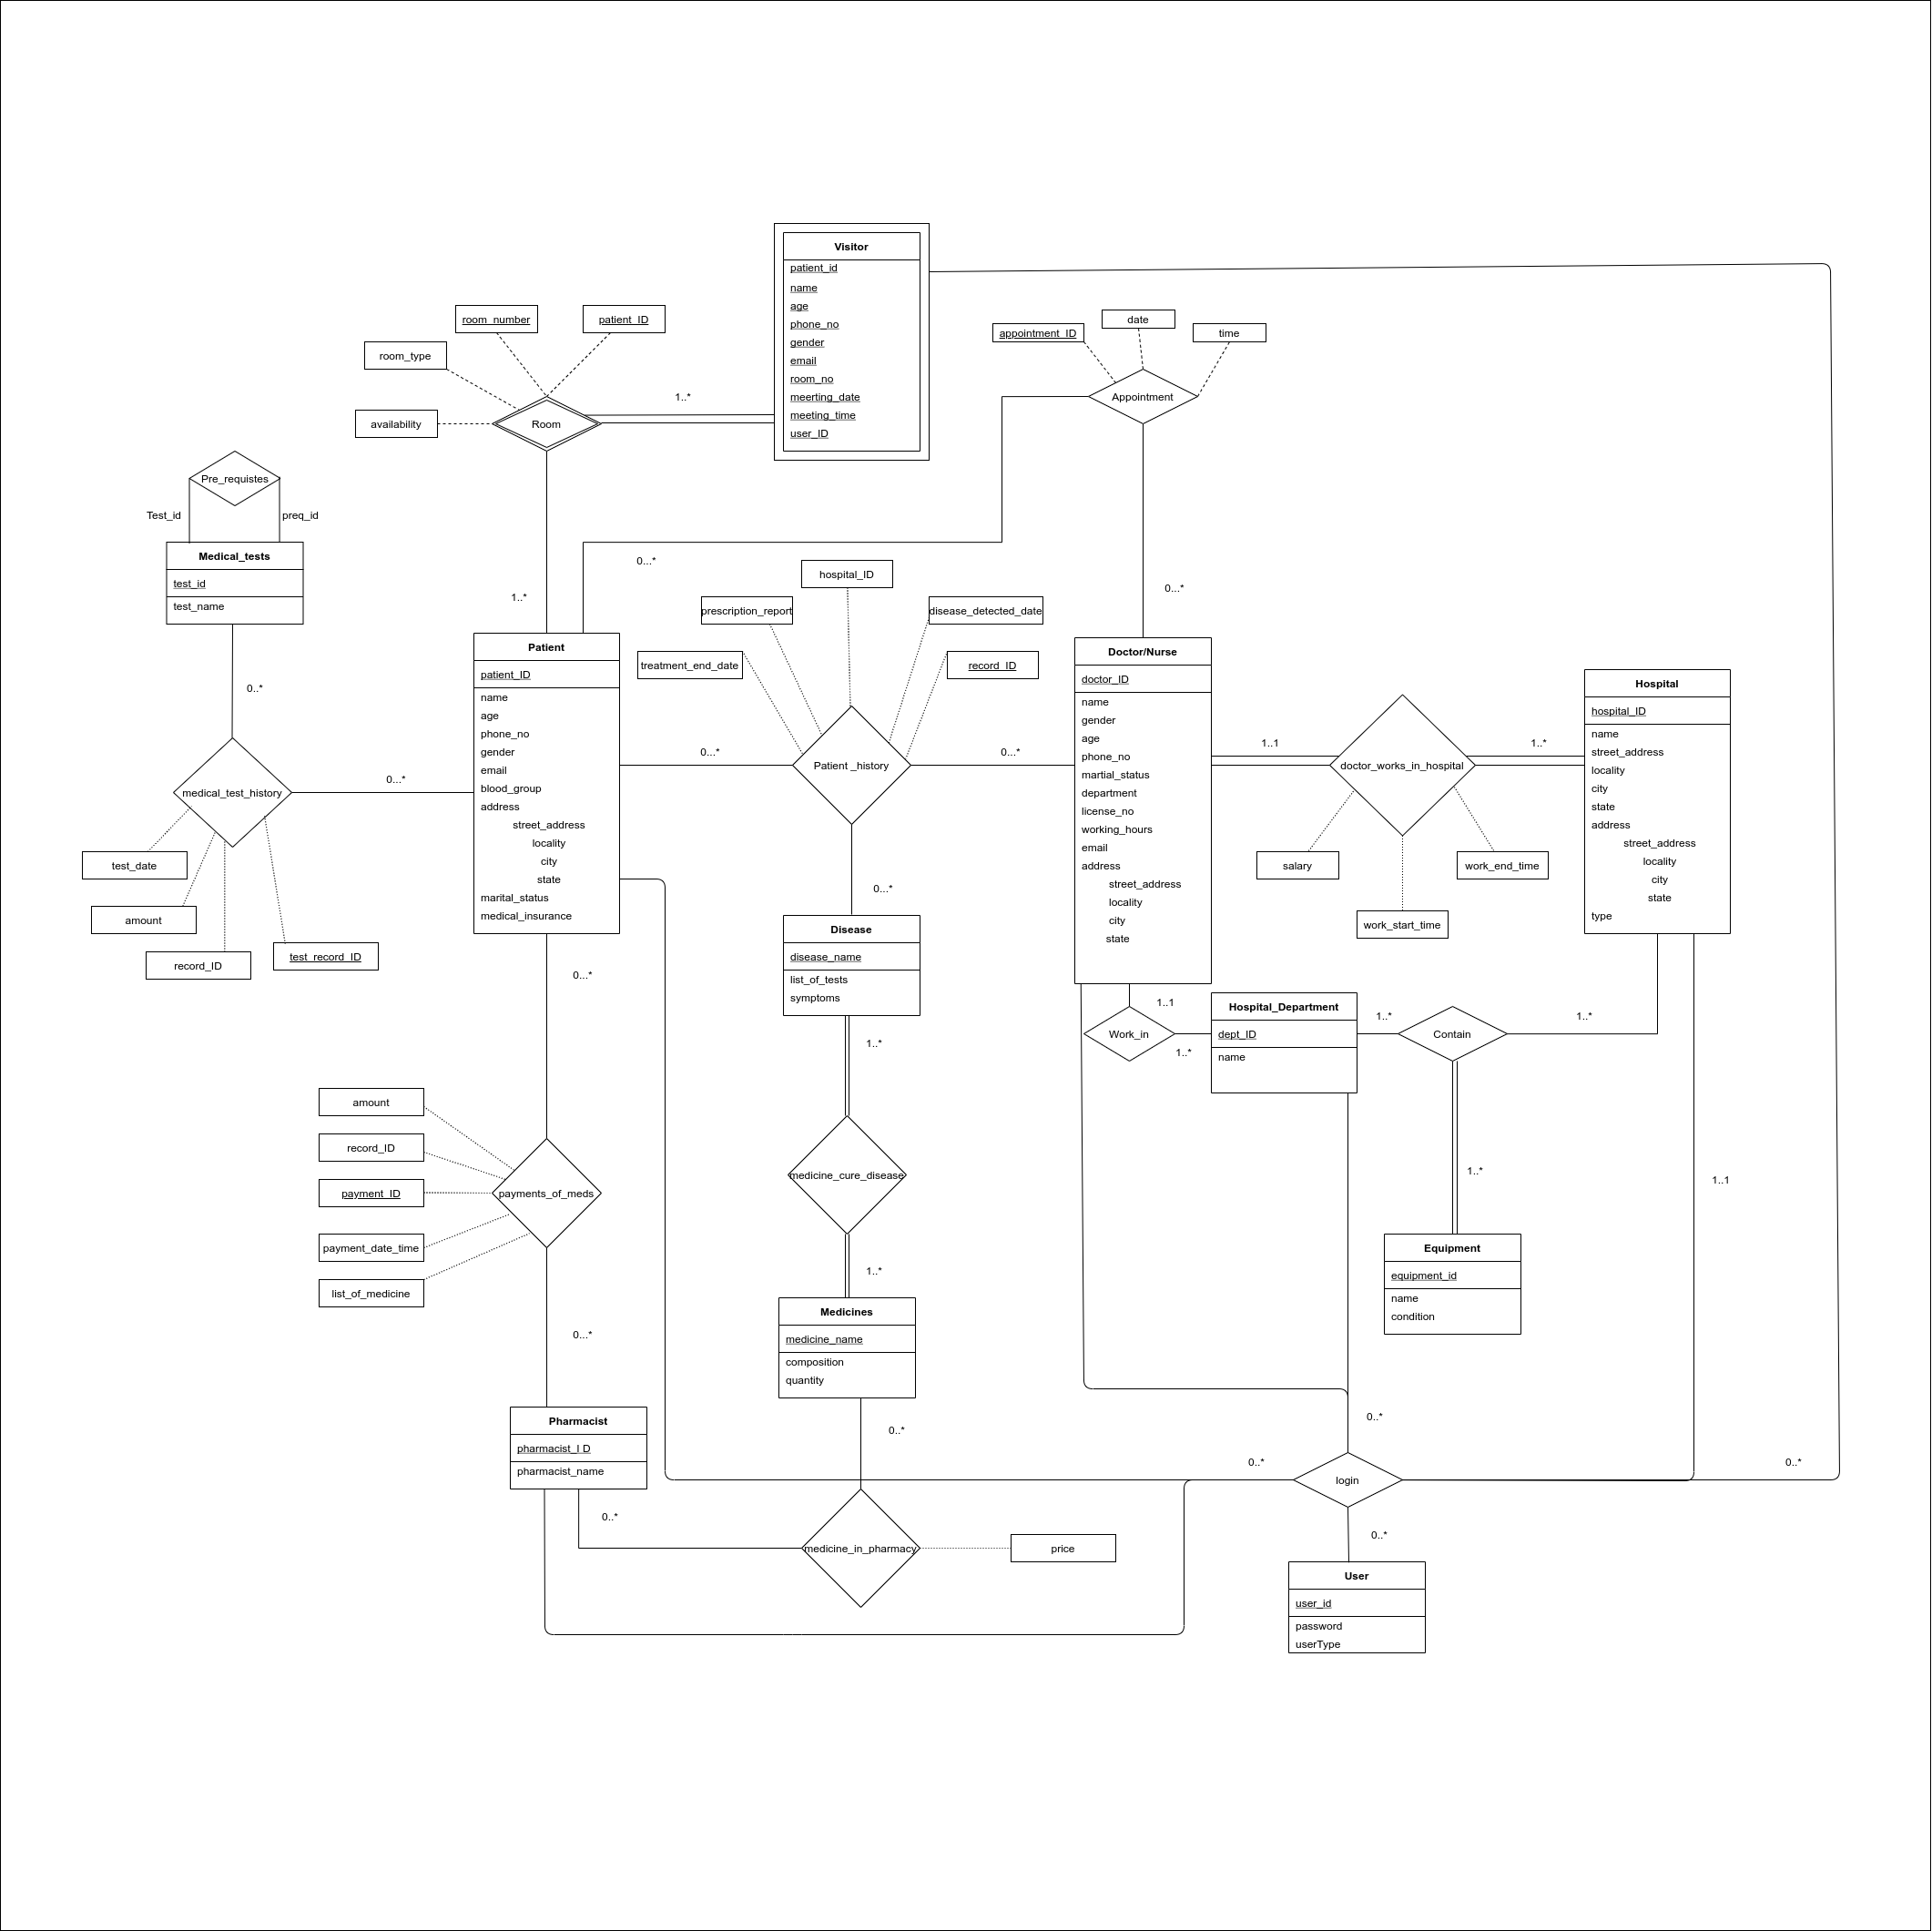 Visitor
patient_id
name
age
phone_no
gender
email
room_no
meerting_date
meeting_time
user_ID
room_number
patient_ID
room_type
availability
Room
1..*
1..*
appointment_ID
date
time
Appointment
0...*
0...*
Pre_requistes
Test_id
preq_id
Medical_tests
test_id
test_name
0..*
medical_test_history
0...*
test_date
amount
record_ID
test_record_ID
Patient
patient_ID
name
age
phone_no
gender
email
blood_group
address
street_address
locality
city
state
marital_status
medical_insurance
hospital_ID
prescription_report
disease_detected_date
treatment_end_date
record_ID
0...*
Patient _history
0...*
0...*
Doctor/Nurse
doctor_ID
name
gender
age
phone_no
martial_status
department
license_no
working_hours
email
address
street_address
locality
city
state
1..1
doctor_works_in_hospital
1..*
salary
work_end_time
work_start_time
Hospital
hospital_ID
name
street_address
locality
city
state
address
street_address
locality
city
state
type
Disease
disease_name
list_of_tests
symptoms
1..*
medicine_cure_disease
1..*
Medicines
medicine_name
composition
quantity
0..*
1..1
Work_in
1..*
Hospital_Department
dept_ID
name
1..*
Contain
1..*
1..*
Equipment
equipment_id
name
condition
1..1
0...*
amount
record_ID
payment_ID
payment_date_time
list_of_medicine
payments_of_meds
0...*
Pharmacist
pharmacist_I D
pharmacist_name
0..*
medicine_in_pharmacy
price
0..*
0..*
login
0..*
0..*
User
user_id
password
userType